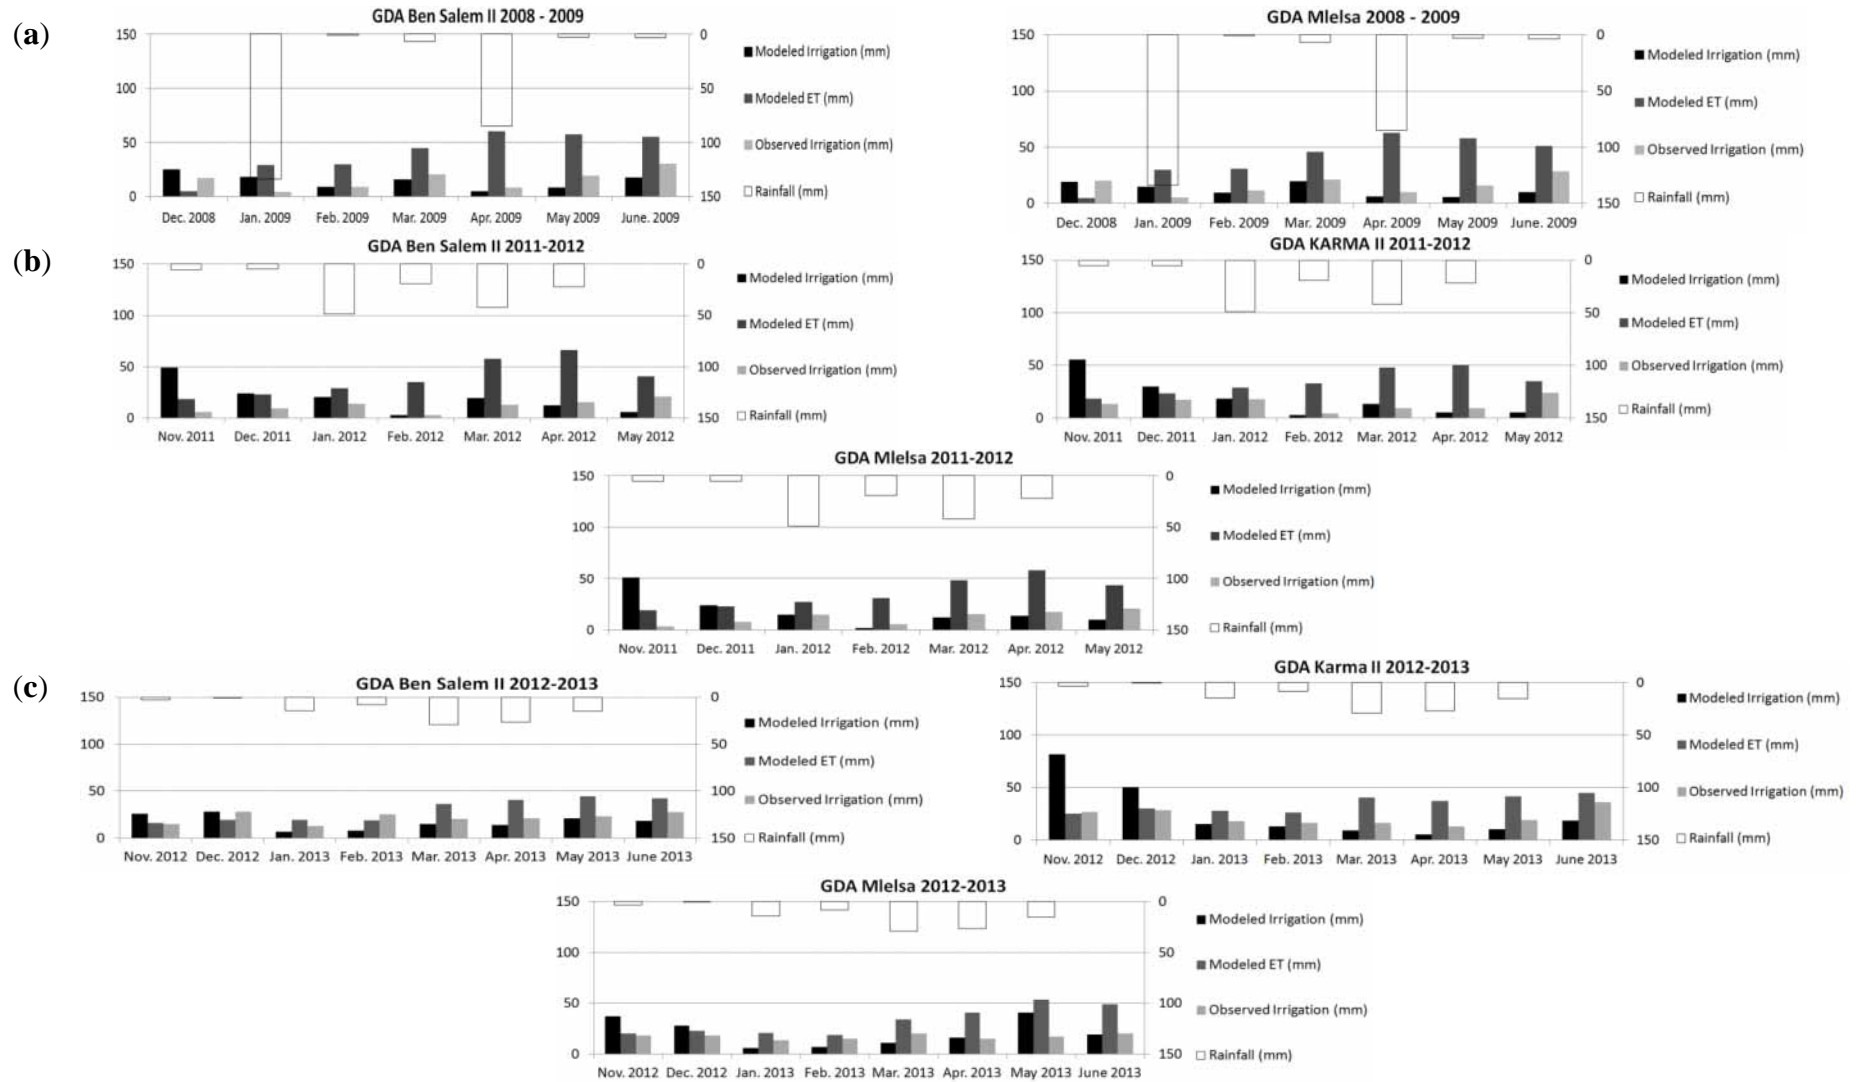 (a)
GDA Ben Salem II 2008 - 2009
150 100 50 0
0 50 100 150
Dec. 2008 Jan. 2009 Feb. 2009 Mar. 2009 Apr. 2009 May 2009 June. 2009
Modeled Irrigation (mm)
Modeled ET (mm)
Observed Irrigation (mm)
Rainfall (mm)
GDA Mlelsa 2008 - 2009
150 100 50 0
0 50 100 150
Dec. 2008 Jan. 2009 Feb. 2009 Mar. 2009 Apr. 2009 May 2009 June. 2009
Modeled Irrigation (mm)
Modeled ET (mm)
Observed Irrigation (mm)
Rainfall (mm)
(b)
GDA Ben Salem II 2011-2012
150 100 50 0
0 50 100 150
Nov. 2011 Dec. 2011 Jan. 2012 Feb. 2012 Mar. 2012 Apr. 2012 May 2012
Modeled Irrigation (mm)
Modeled ET (mm)
Observed Irrigation (mm)
Rainfall (mm)
GDA KARMA II 2011-2012
150 100 50 0
0 50 100 150
Nov. 2011 Dec. 2011 Jan. 2012 Feb. 2012 Mar. 2012 Apr. 2012 May 2012
Modeled Irrigation (mm)
Modeled ET (mm)
Observed Irrigation (mm)
Rainfall (mm)
GDA Mlelsa 2011-2012
150 100 50 0
0 50 100 150
Nov. 2011 Dec. 2011 Jan. 2012 Feb. 2012 Mar. 2012 Apr. 2012 May 2012
Modeled Irrigation (mm)
Modeled ET (mm)
Observed Irrigation (mm)
Rainfall (mm)
(c)
GDA Ben Salem II 2012-2013
150 100 50 0
0 50 100 150
Nov. 2012 Dec. 2012 Jan. 2013 Feb. 2013 Mar. 2013 Apr. 2013 May 2013 June 2013
Modeled Irrigation (mm)
Modeled ET (mm)
Observed Irrigation (mm)
Rainfall (mm)
GDA Karma II 2012-2013
150 100 50 0
0 50 100 150
Nov. 2012 Dec. 2012 Jan. 2013 Feb. 2013 Mar. 2013 Apr. 2013 May 2013 June 2013
Modeled Irrigation (mm)
Modeled ET (mm)
Observed Irrigation (mm)
Rainfall (mm)
GDA Mlelsa 2012-2013
150 100 50 0
0 50 100 150
Nov. 2012 Dec. 2012 Jan. 2013 Feb. 2013 Mar. 2013 Apr. 2013 May 2013 June 2013
Modeled Irrigation (mm)
Modeled ET (mm)
Observed Irrigation (mm)
Rainfall (mm)